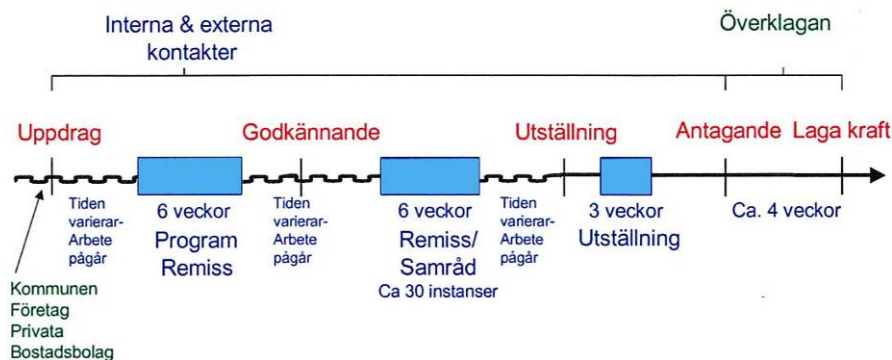 Interna & externa
kontakter
Överklagan
Uppdrag
Godkännande
Utställning
Antagande
Laga kraft
Tiden
varierar-
Arbete
pågår
6 veckor
Program
Remiss
Tiden
varierar-
Arbete
pågår
6 veckor
Remiss/
Samråd
Ca 30 instanser
Tiden
varierar-
Arbete
pågår
3 veckor
Utställning
Ca. 4 veckor
Kommunen
Företag
Privata
Bostadsbolag